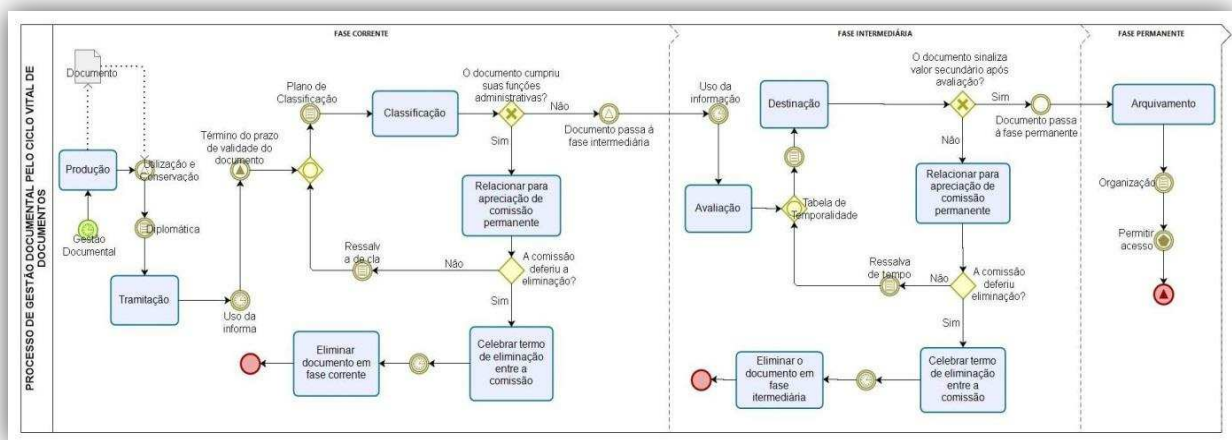 PROCESSO DE GESTÃO DOCUMENTAL PELO CICLO VITAL DE
DOCUMENTOS
FASE CORRENTE
Documento
Produção
Utilização e
Conservação
Gestão
Documental
Diplomática
Tramitação
Uso da
informa
Término do prazo
de validade do
documento
Plano de
Classificação
Classificação
O documento cumpriu
suas funções
administrativas?
Não
Documento passa à
fase intermediária
Sim
Relacionar para
apreciação de
comissão
permanente
A comissão
deferiu a
eliminação?
Não
Ressalv
a de cla
Sim
Celebrar termo
de eliminação
entre a
comissão
Eliminar
documento em
fase corrente
FASE INTERMEDIÁRIA
Uso da
informação
Avaliação
Tabela de
Temporalidade
Destinação
O documento sinaliza
valor secundário após
avaliação?
Sim
Documento passa
à fase permanente
Não
Relacionar para
apreciação de
comissão
permanente
A comissão
deferiu
eliminação?
Não
Ressalva
de tempo
Sim
Celebrar termo
de eliminação
entre a
comissão
Eliminar o
documento em
fase
itermediária
FASE PERMANENTE
Arquivamento
Organização
Permitir
acesso